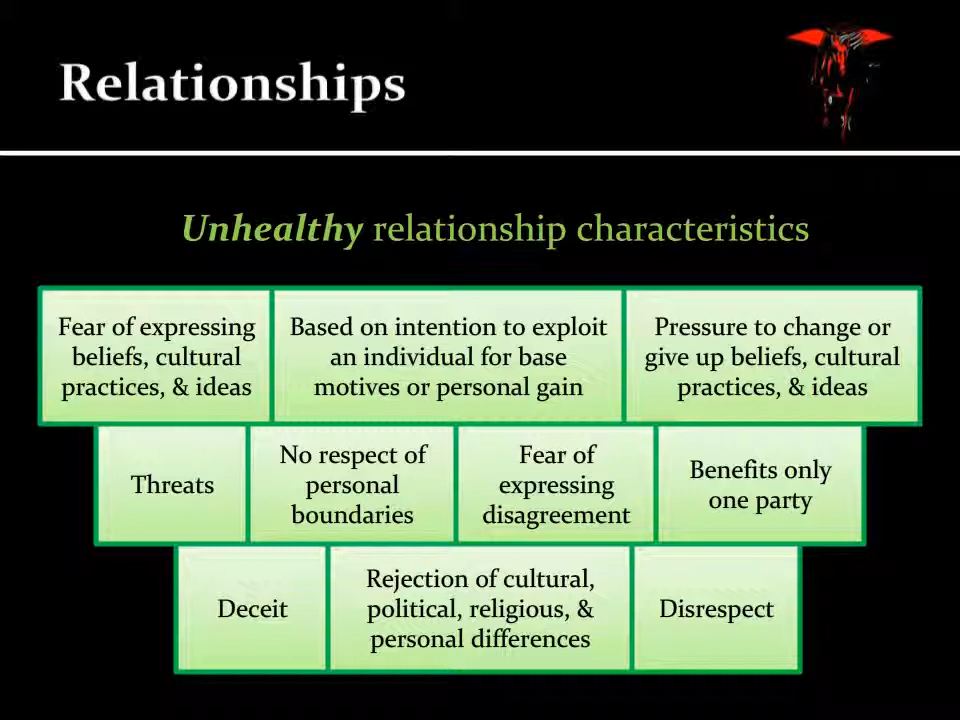 Relationships
Unhealthy relationship characteristics
Fear of expressing
beliefs, cultural
practices, & ideas
Based on intention to exploit
an individual for base
motives or personal gain
Pressure to change or
give up beliefs, cultural
practices, & ideas
Threats
No respect of
personal
boundaries
Fear of
expressing
disagreement
Benefits only
one party
Deceit
Rejection of cultural,
political, religious, &
personal differences
Disrespect